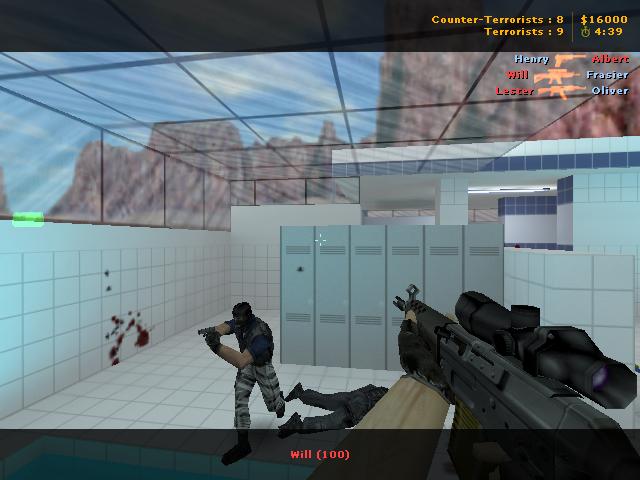 Counter-Terrorists : 8 $16000
Terrorists : 9 4:39
Henry Albert
Will Frasier
Lester Oliver
Will (100)